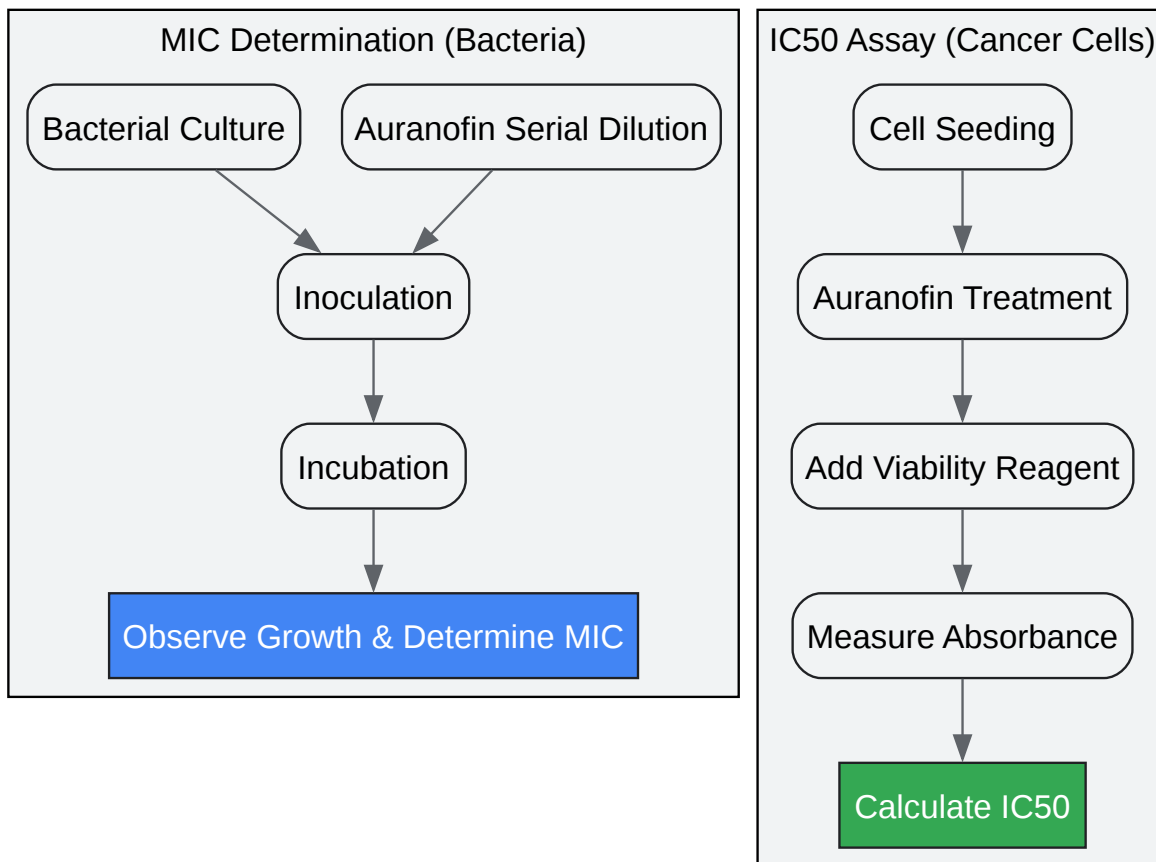 MIC Determination (Bacteria)
Bacterial Culture
Auranofin Serial Dilution
Inoculation
Incubation
Observe Growth & Determine MIC
IC50 Assay (Cancer Cells)
Cell Seeding
Auranofin Treatment
Add Viability Reagent
Measure Absorbance
Calculate IC50